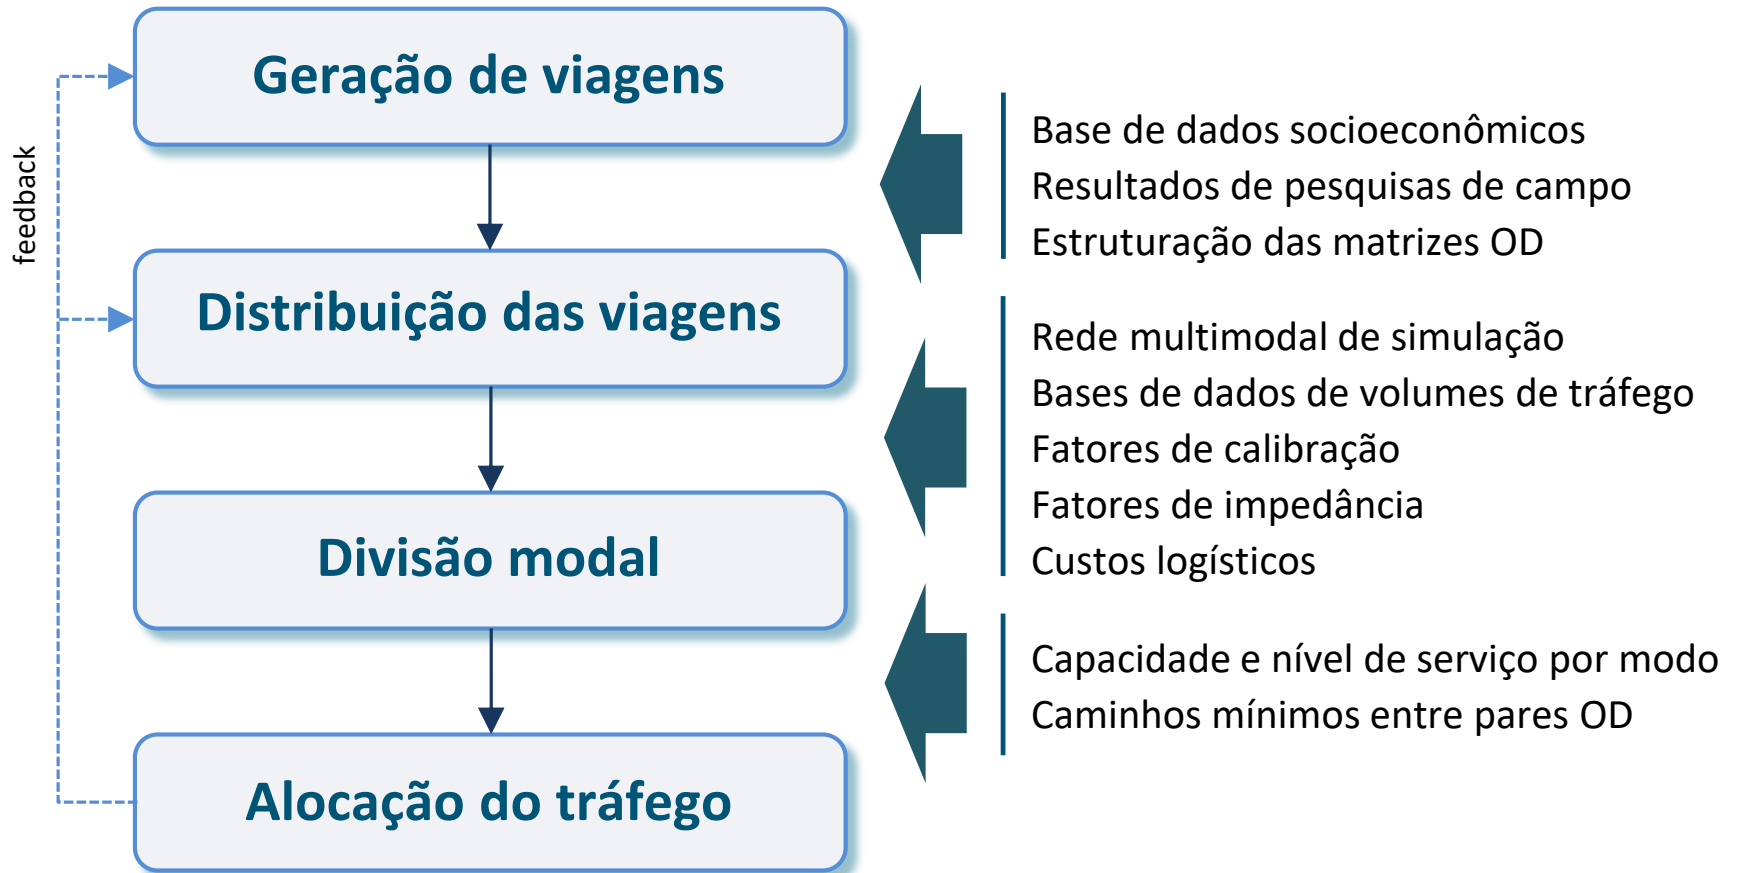 Geração de viagens
Distribuição das viagens
Divisão modal
Alocação do tráfego
feedback
Base de dados socioeconômicos
Resultados de pesquisas de campo
Estruturação das matrizes OD
Rede multimodal de simulação
Bases de dados de volumes de tráfego
Fatores de calibração
Fatores de impedância
Custos logísticos
Capacidade e nível de serviço por modo
Caminhos mínimos entre pares OD